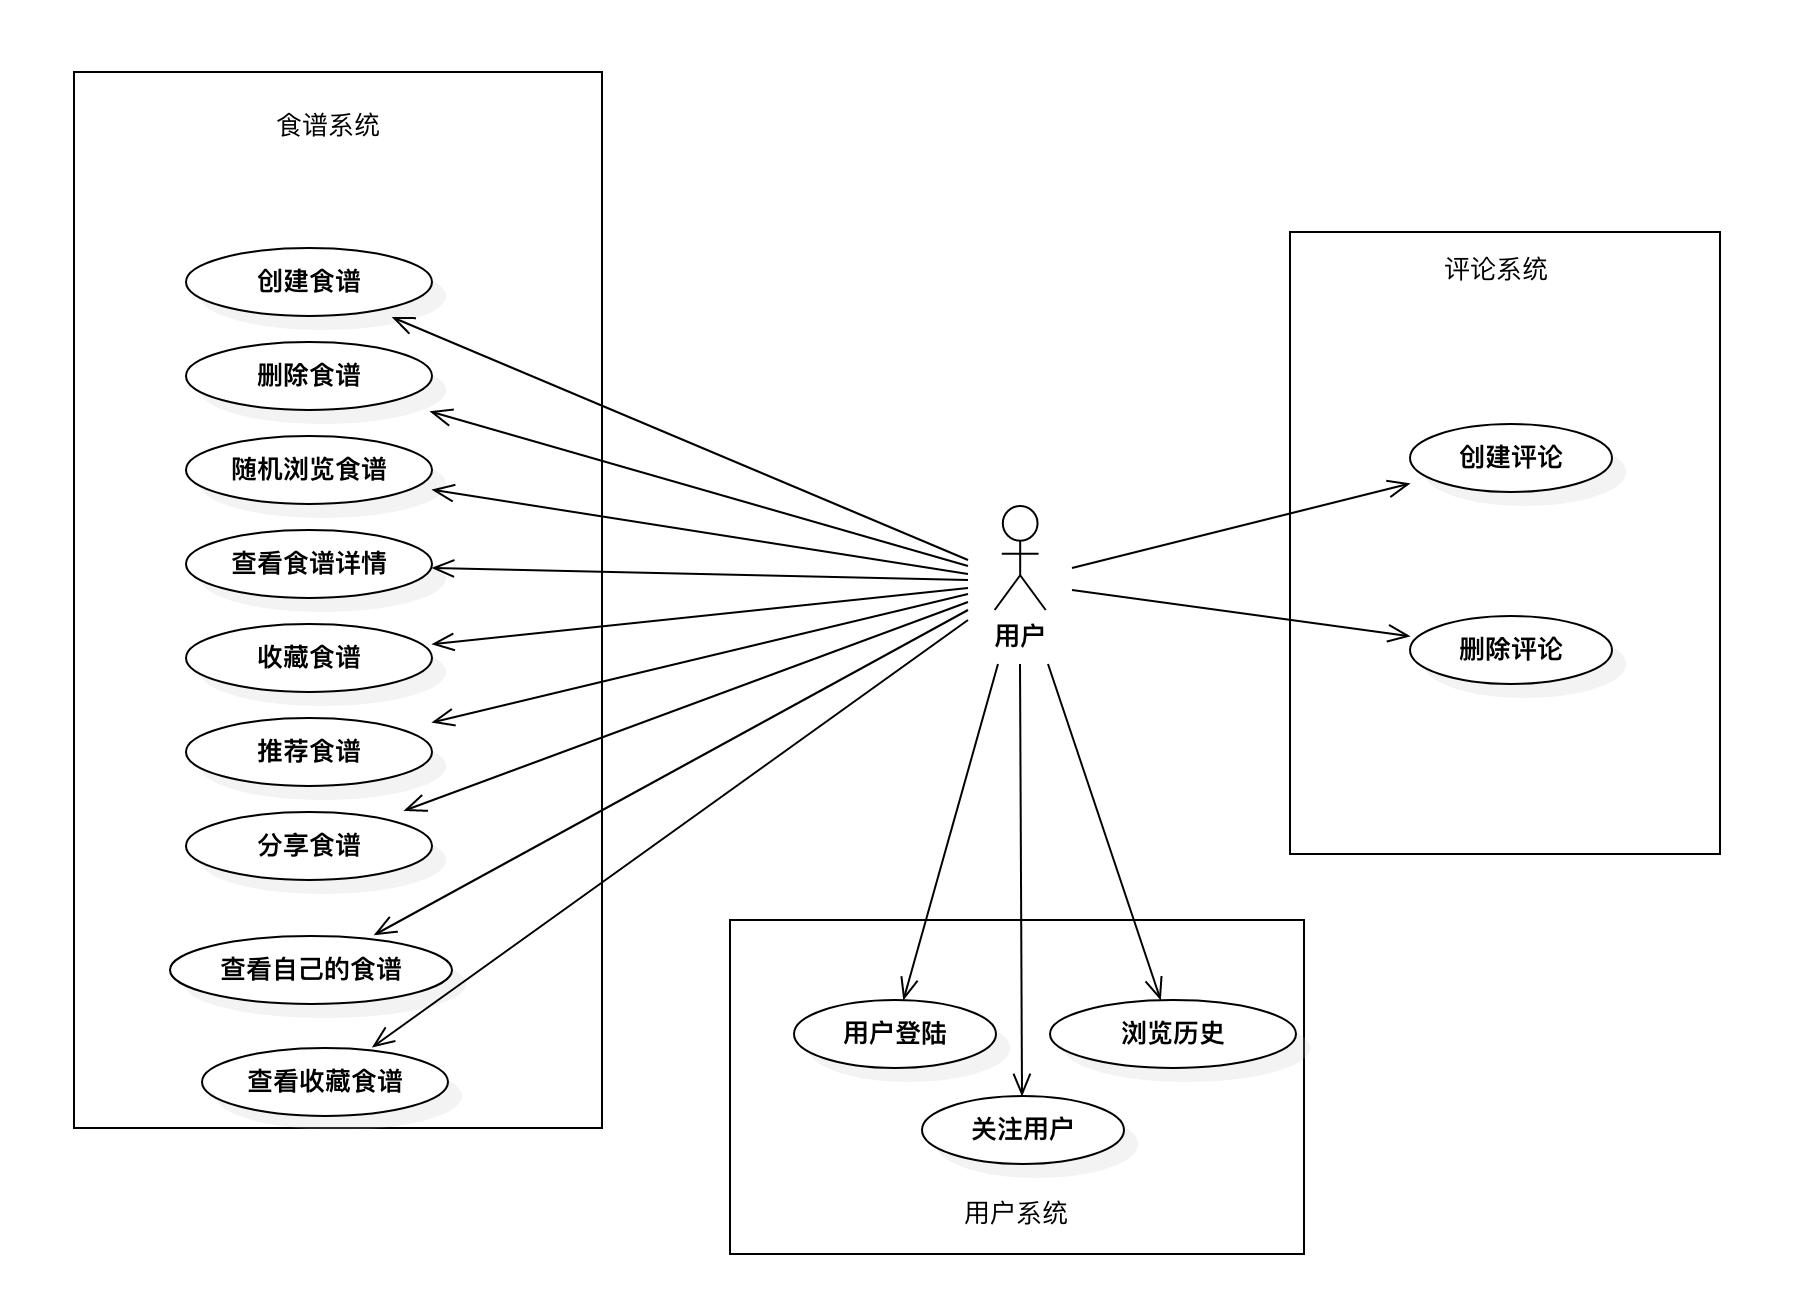 食谱系统
创建食谱
删除食谱
随机浏览食谱
查看食谱详情
收藏食谱
推荐食谱
分享食谱
查看自己的食谱
查看收藏食谱
用户
评论系统
创建评论
删除评论
用户登陆
浏览历史
关注用户
用户系统